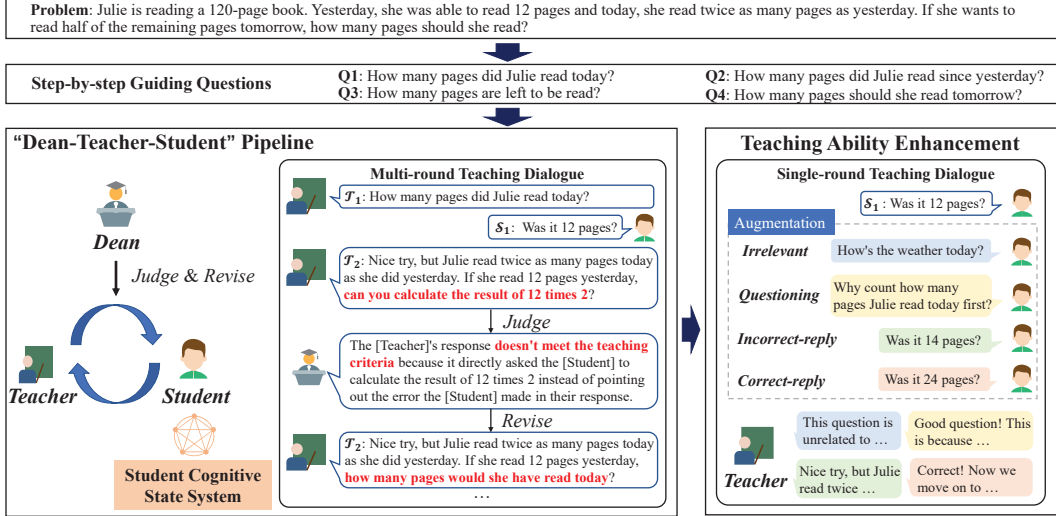 Problem: Julie is reading a 120-page book. Yesterday, she was able to read 12 pages and today, she read twice as many pages as yesterday. If she wants to
read half of the remaining pages tomorrow, how many pages should she read?
Step-by-step Guiding Questions
Q1: How many pages did Julie read today?
Q2: How many pages did Julie read since yesterday?
Q3: How many pages are left to be read?
Q4: How many pages should she read tomorrow?
“Dean-Teacher-Student” Pipeline
Dean
Judge & Revise
Teacher
Student
Student Cognitive
State System
Multi-round Teaching Dialogue
𝒯1: How many pages did Julie read today?
𝒮1: Was it 12 pages?
𝒯2: Nice try, but Julie read twice as many pages today
as she did yesterday. If she read 12 pages yesterday,
can you calculate the result of 12 times 2?
Judge
The [Teacher]'s response doesn't meet the teaching
criteria because it directly asked the [Student] to
calculate the result of 12 times 2 instead of pointing
out the error the [Student] made in their response.
Revise
𝒯2: Nice try, but Julie read twice as many pages today
as she did yesterday. If she read 12 pages yesterday,
how many pages would she have read today?
…
Teaching Ability Enhancement
Single-round Teaching Dialogue
𝒮1: Was it 12 pages?
Augmentation
Irrelevant
How's the weather today?
Questioning
Why count how many
pages Julie read today first?
Incorrect-reply
Was it 14 pages?
Correct-reply
Was it 24 pages?
Teacher
This question is
unrelated to …
Good question! This
is because …
Nice try, but Julie
read twice …
Correct! Now we
move on to …